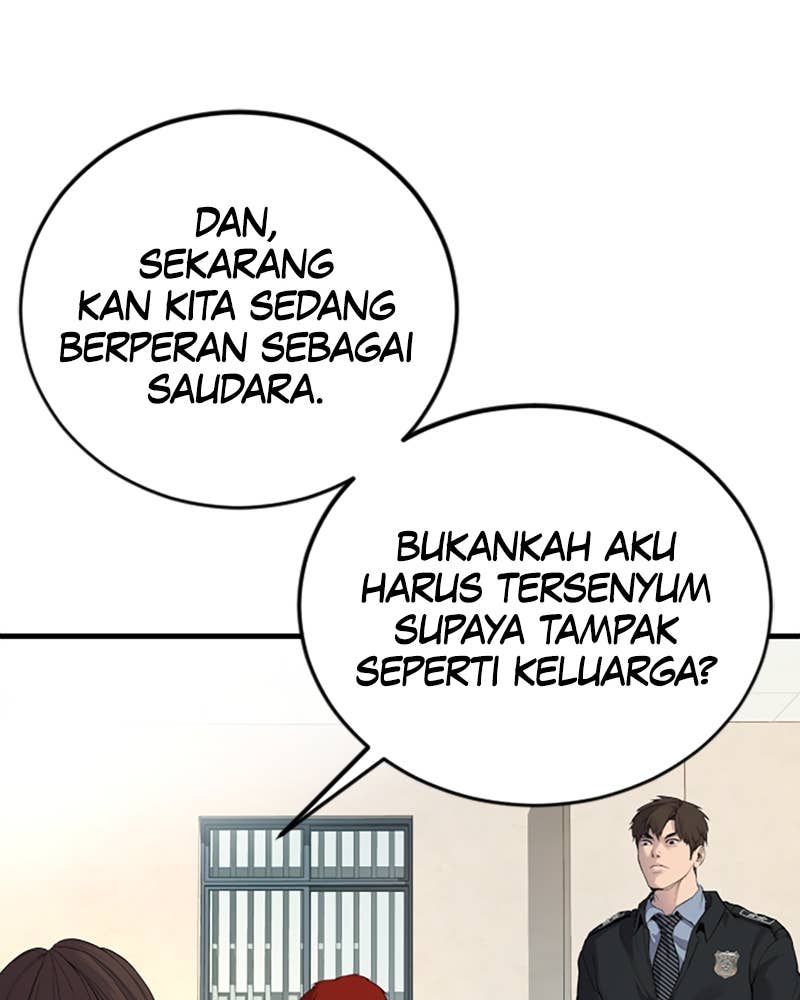 DAN,
SEKARANG
KAN KITA SEDANG
BERPERAN SEBAGAI
SAUDARA.
BUKANKAH AKU
HARUS TERSENYUM
SUPAYA TAMPAK
SEPERTI KELUARGA?